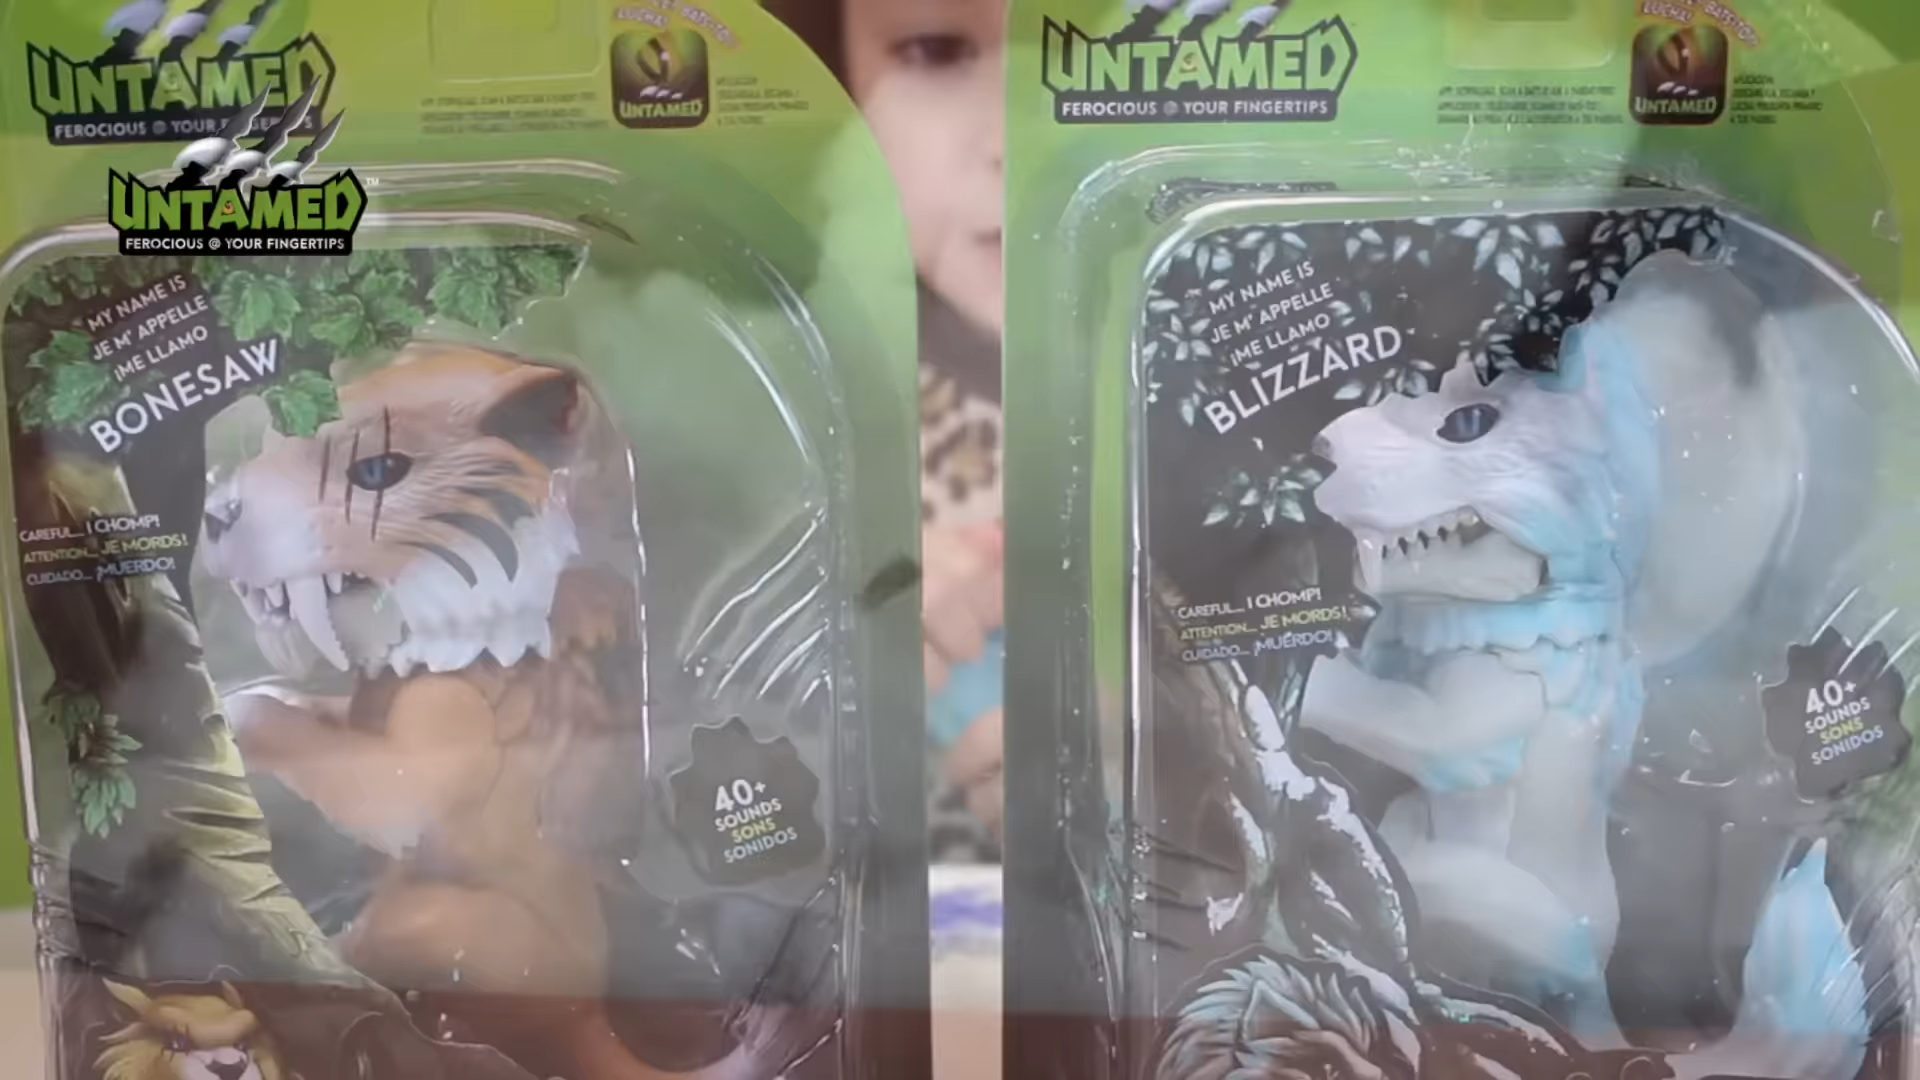 UNTAMED
FEROCIOUS @ YOUR FINGERTIPS
UNTAMED
UNTAMED™
FEROCIOUS @ YOUR FINGERTIPS
MY NAME IS
JE M' APPELLE
¡ME LLAMO
BONESAW
CAREFUL... I CHOMP!
ATTENTION... JE MORDS!
CUIDADO... ¡MUERDO!
40+
SOUNDS
SONS
SONIDOS
UNTAMED
FEROCIOUS @ YOUR FINGERTIPS
LUCHA!
UNTAMED
MY NAME IS
JE M' APPELLE
¡ME LLAMO
BLIZZARD
CAREFUL... I CHOMP!
ATTENTION... JE MORDS!
CUIDADO... ¡MUERDO!
40+
SOUNDS
SONS
SONIDOS